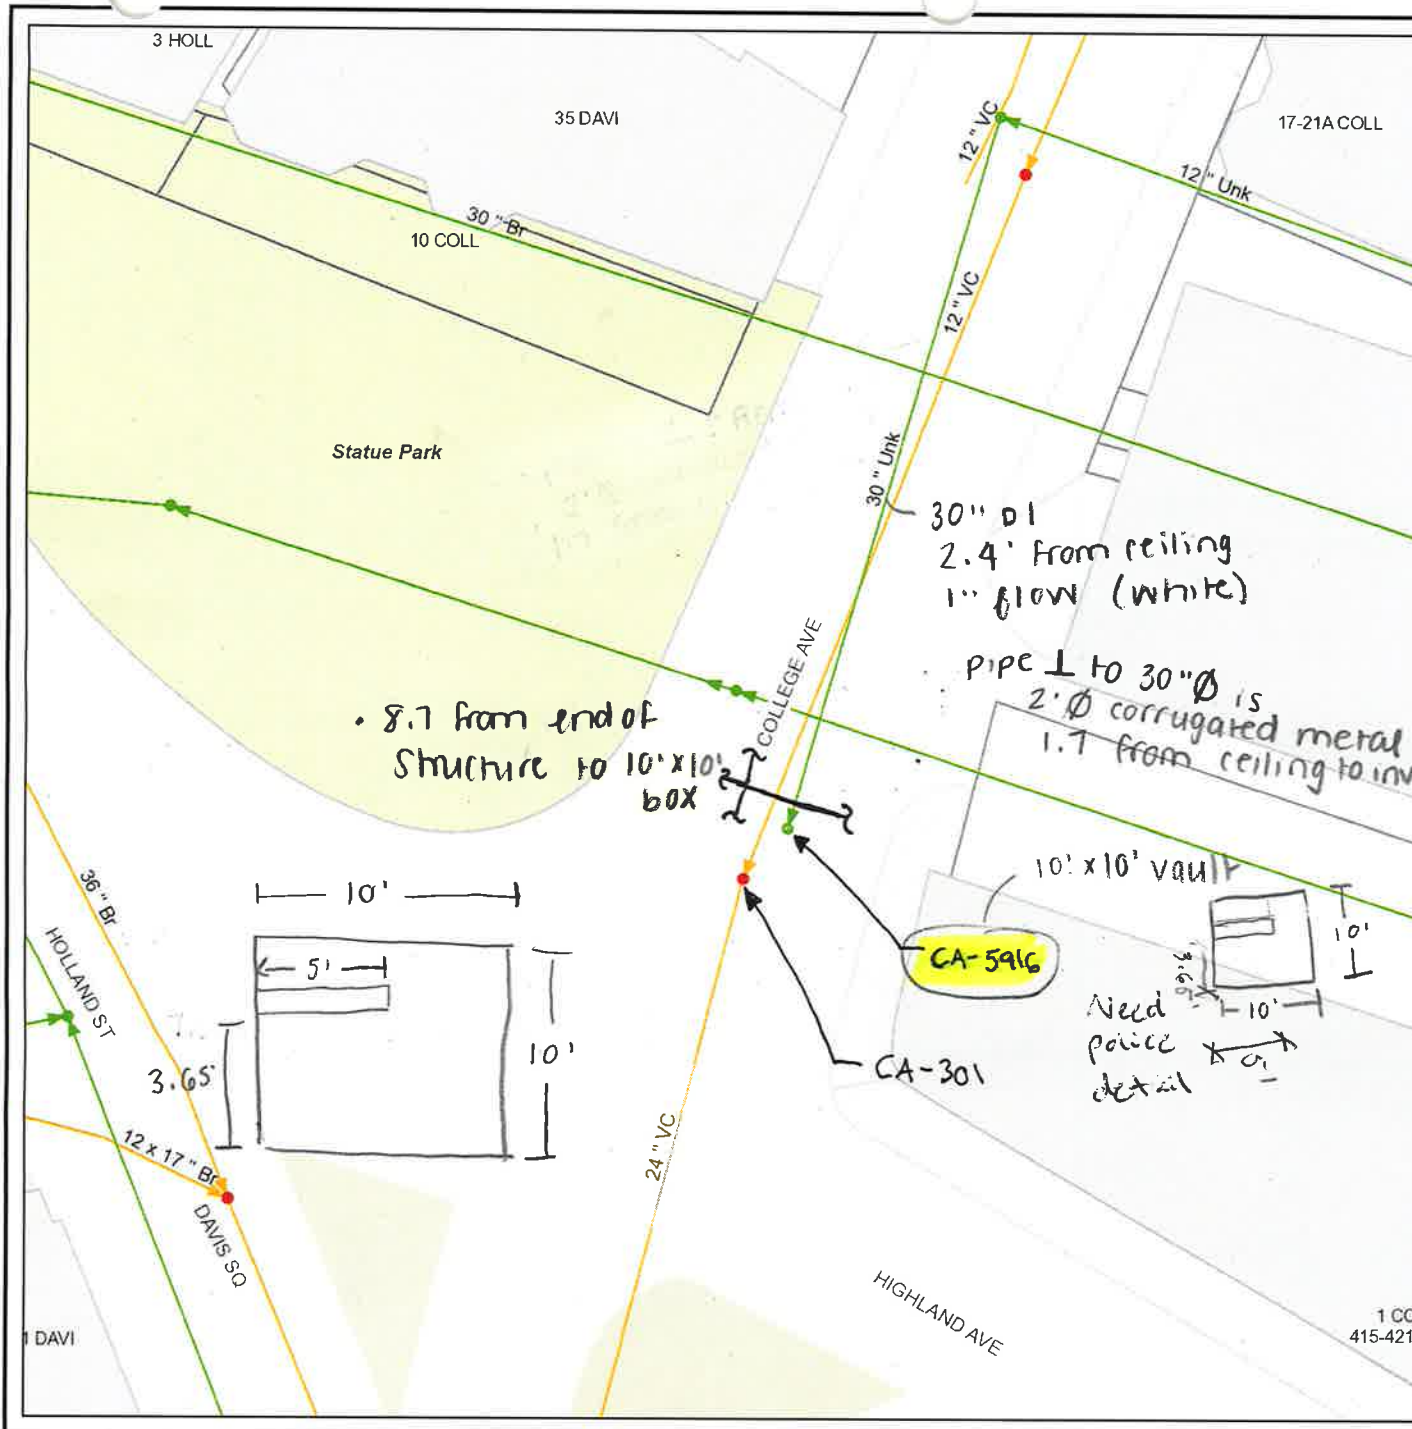 3 HOLL
35 DAVI
17-21A COLL
12 " VC
12 " Unk
30 " Br
10 COLL
12 " VC
Statue Park
30 " Unk
30" DI
2.4' from ceiling
1" flow (white)
COLLEGE AVE
pipe ⊥ to 30"Ø is
2'Ø corrugated metal
1.7 from ceiling to inv
• 8.7 from end of
structure to 10'x10'
box
36 " Br
HOLLAND ST
10'
5'
10'
3.65'
10' x 10' vault
CA-5916
10'
3.65'
10'
Need
police
detail
CA-301
12 x 17 " Br
24 " VC
DAVIS SQ
HIGHLAND AVE
1 DAVI
1 CO
415-421